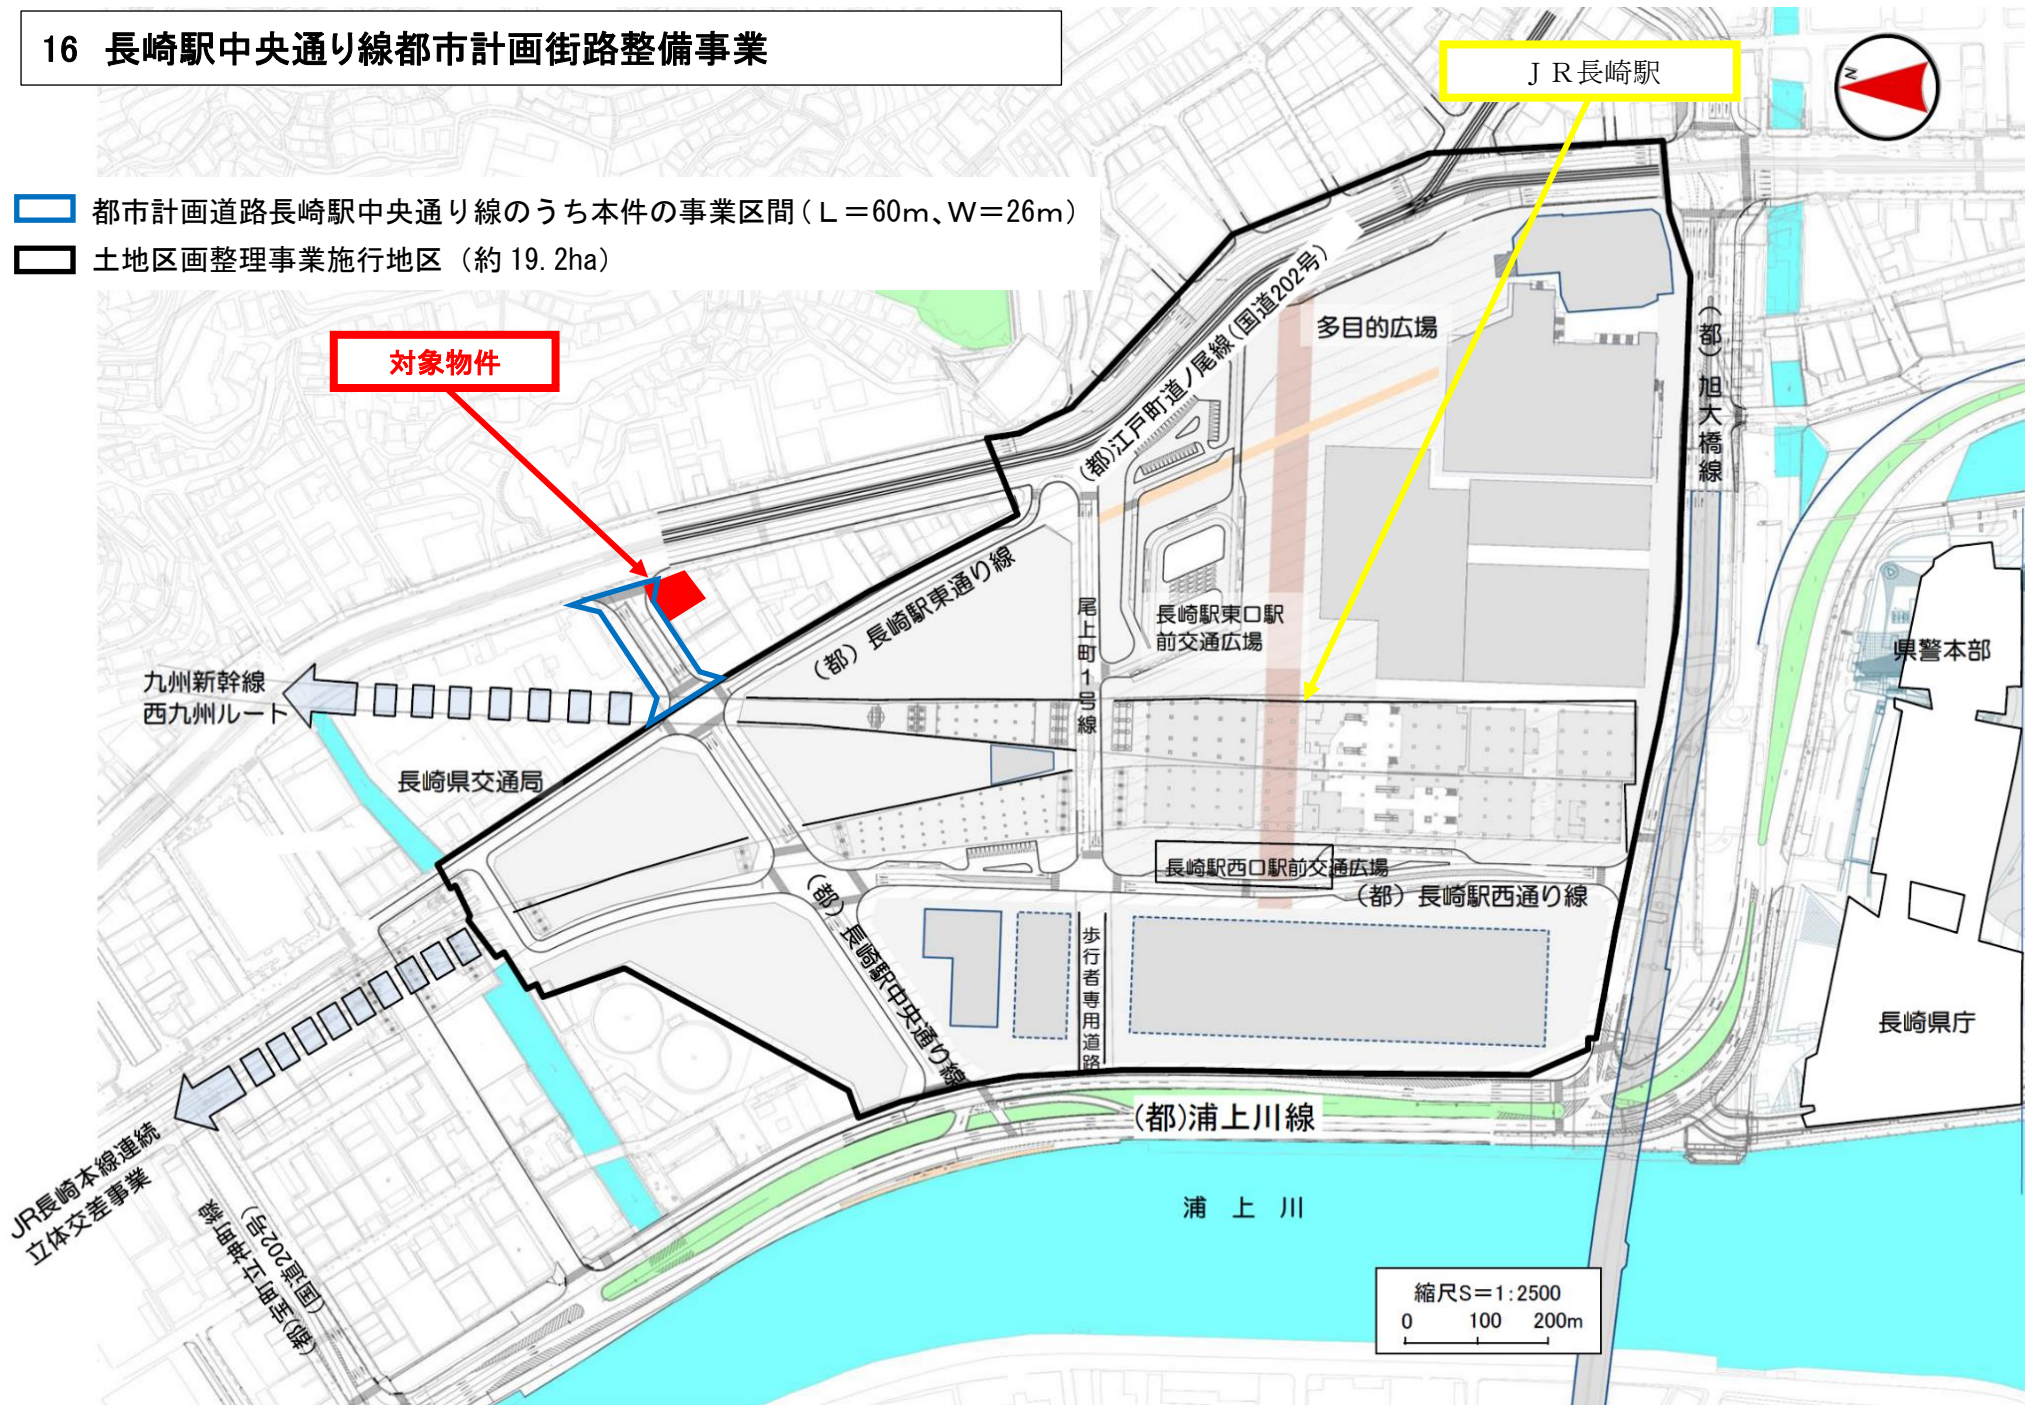 16 長崎駅中央通り線都市計画街路整備事業
ＪＲ長崎駅
N
都市計画道路長崎駅中央通り線のうち本件の事業区間（Ｌ＝60ｍ、Ｗ＝26ｍ）
土地区画整理事業施行地区（約 19.2ha）
対象物件
（都）江戸町道ノ尾線（国道202号）
多目的広場
（都）旭大橋線
（都）長崎駅東通り線
尾上町１号線
長崎駅東口駅
前交通広場
県警本部
九州新幹線
西九州ルート
長崎県交通局
長崎駅西口駅前交通広場
（都）長崎駅西通り線
（都）長崎駅中央通り線
歩行者専用道路
長崎県庁
（都）浦上川線
JR長崎本線連続
立体交差事業
（都）宝町立神町線
（国道202号）
浦上川
縮尺S＝1:2500
0 100 200m